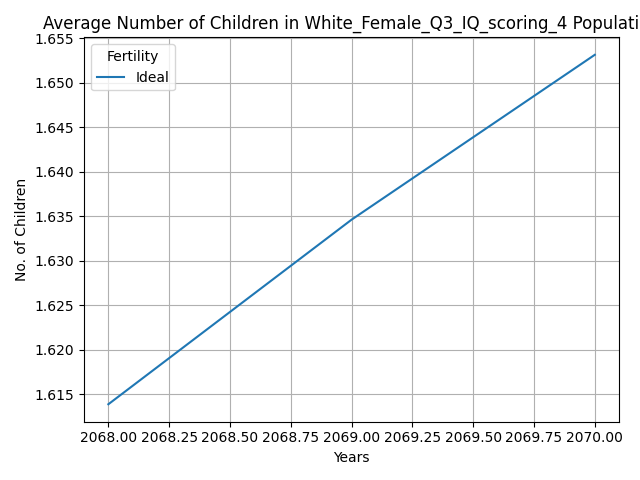 Average Number of Children in White_Female_Q3_IQ_scoring_4 Populati
Fertility
Ideal
1.655
1.650
1.645
1.640
1.635
1.630
1.625
1.620
1.615
No. of Children
2068.00 2068.25 2068.50 2068.75 2069.00 2069.25 2069.50 2069.75 2070.00
Years